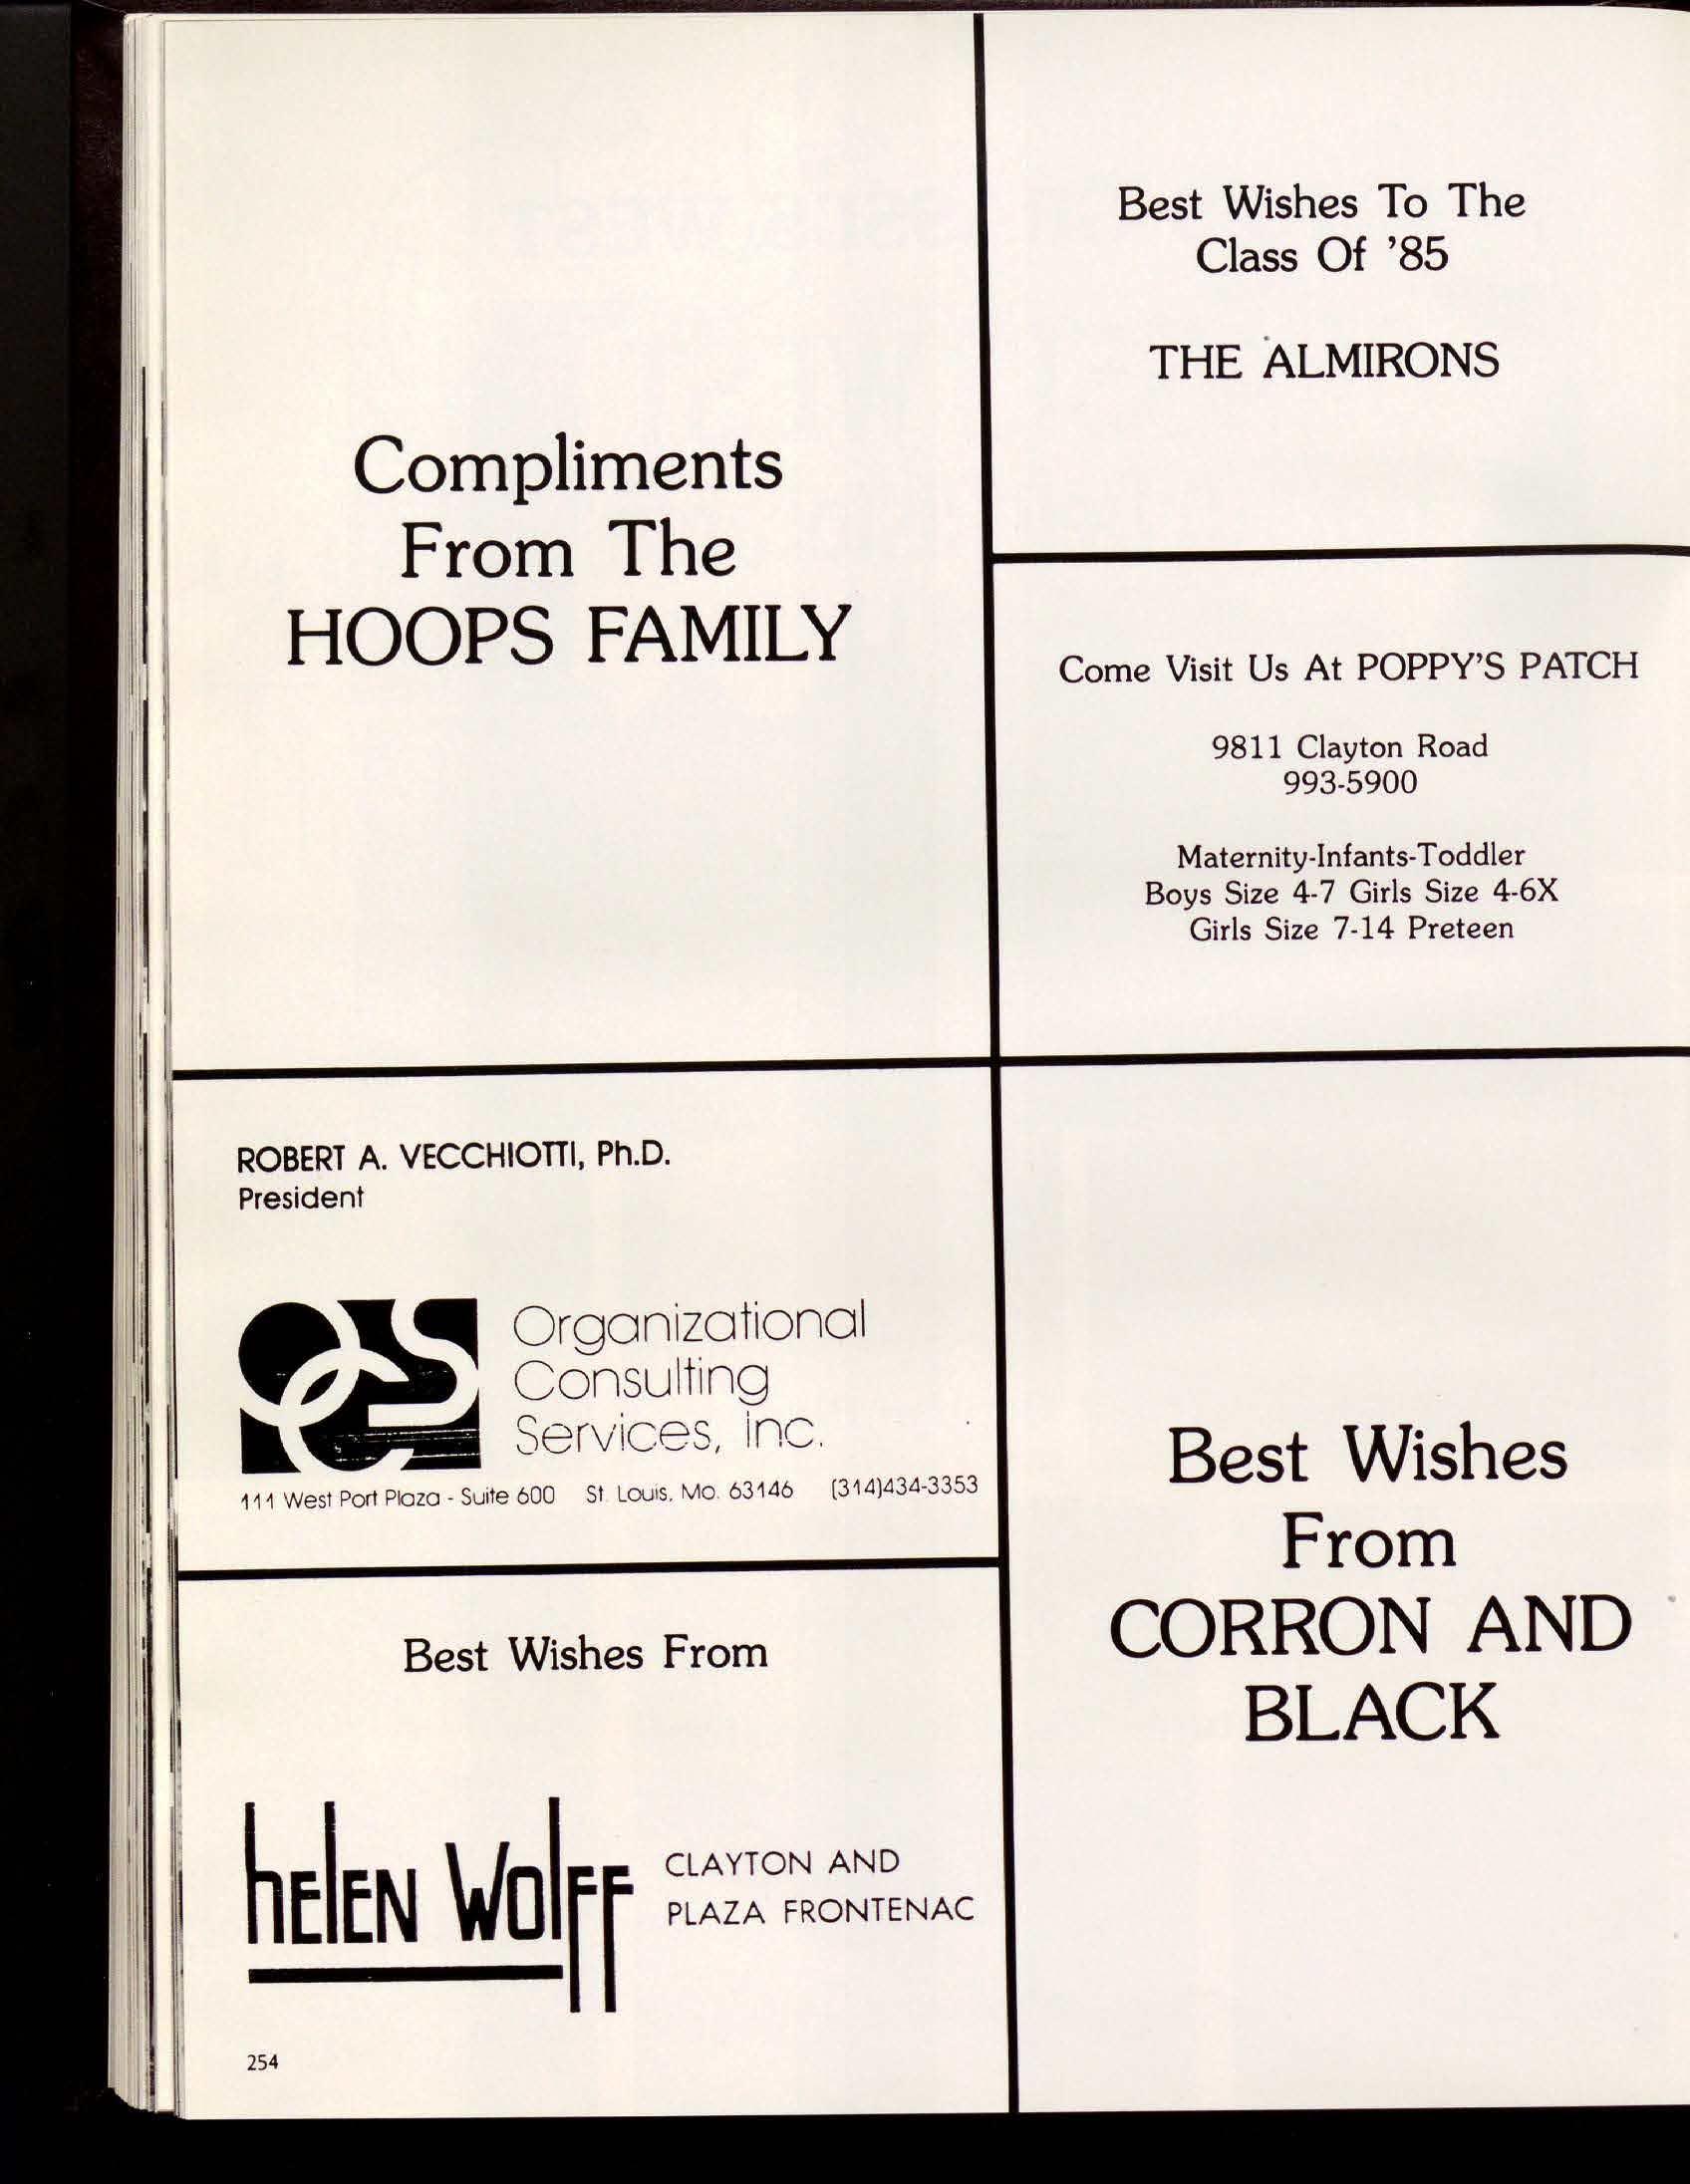 Compliments
From The
HOOPS FAMILY
Best Wishes To The
Class Of '85
THE ALMIRONS
Come Visit Us At POPPY'S PATCH
9811 Clayton Road
993-5900
Maternity-Infants-Toddler
Boys Size 4-7 Girls Size 4-6X
Girls Size 7-14 Preteen
ROBERT A. VECCHIOTTI, Ph.D.
President
OCS
Organizational
Consulting
Services, Inc.
111 West Port Plaza - Suite 600 St. Louis, Mo. 63146 (314)434-3353
Best Wishes From
helen Wolff
CLAYTON AND
PLAZA FRONTENAC
Best Wishes
From
CORRON AND
BLACK
254